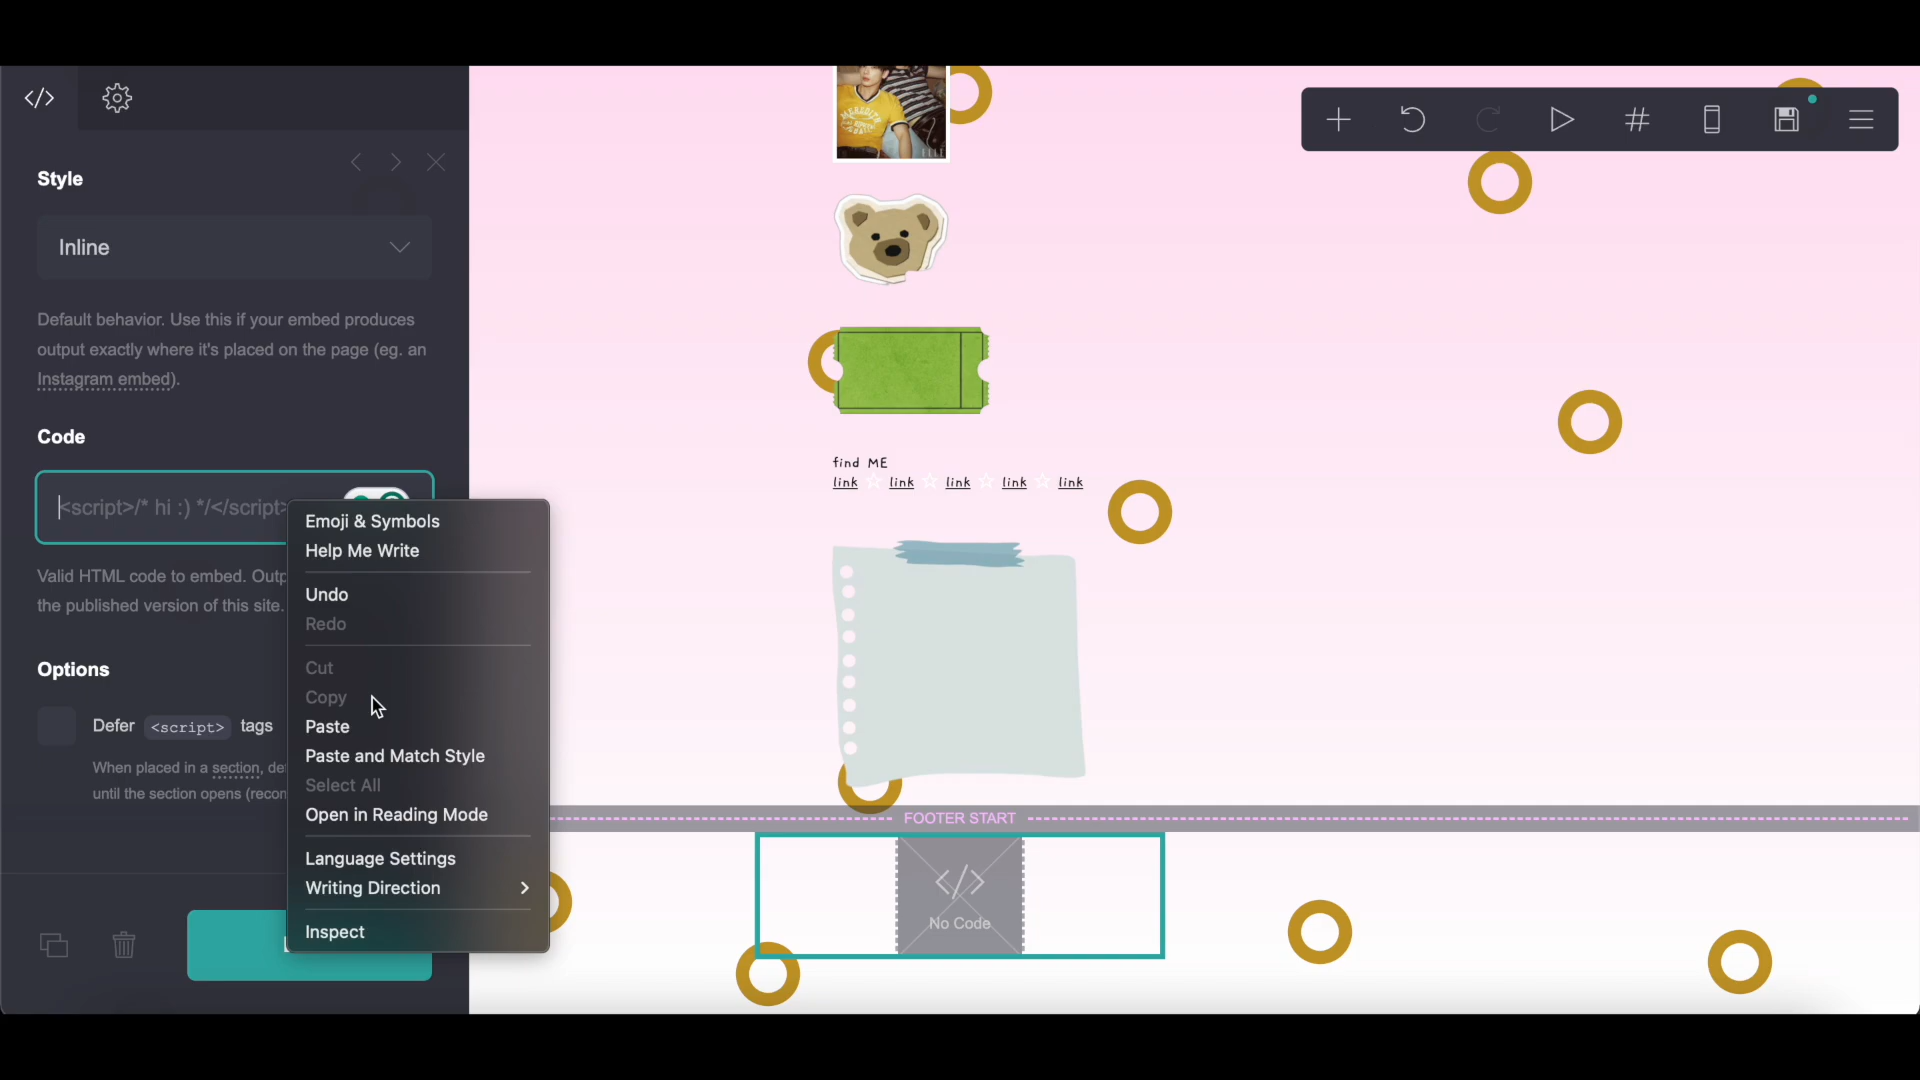 Style
Inline
Default behavior. Use this if your embed produces
output exactly where it's placed on the page (eg. an
Instagram embed).
Code
<script>/* hi :) */</script>
Valid HTML code to embed.
the published version of this site.
Options
Defer <script> tags
When placed in a section,
until the section opens
Emoji & Symbols
Help Me Write
Undo
Redo
Cut
Copy
Paste
Paste and Match Style
Select All
Open in Reading Mode
Language Settings
Writing Direction
Inspect
find ME
link ☆ link ☆ link ☆ link ☆ link
FOOTER START
</>
No Code